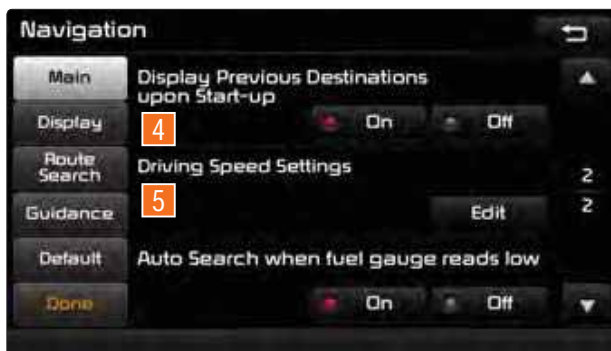 Navigation
Main
Display Previous Destinations
upon Start-up
Display
4
On
Off
Route
Search
Driving Speed Settings
2
5
Guidance
Edit
2
Default
Auto Search when fuel gauge reads low
Done
On
Off